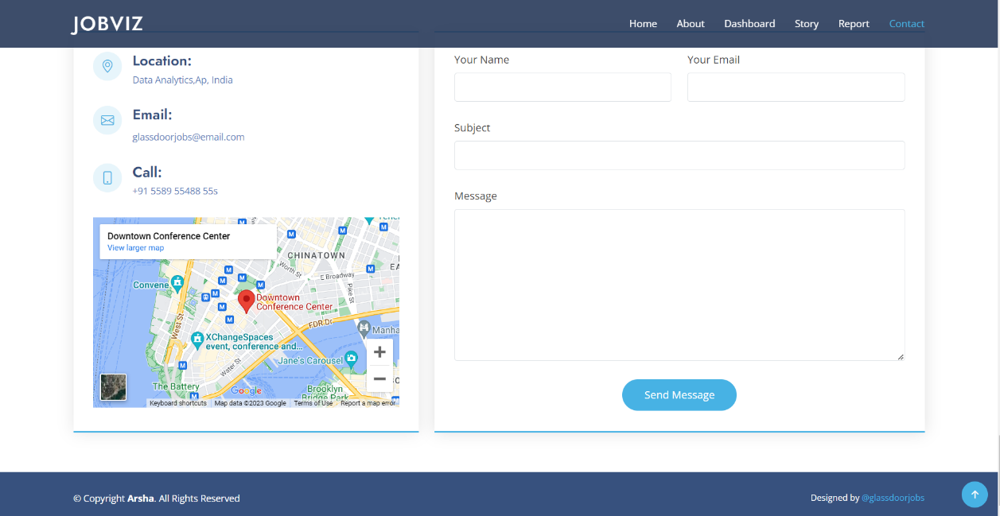 JOBVIZ
Home About Dashboard Story Report Contact
Location:
Data Analytics,Ap, India
Email:
glassdoorjobs@email.com
Call:
+91 5589 55488 55s
Downtown Conference Center
View larger map
CHINATOWN
Worth St
E Broadway
Pike St
Convene
Downtown
Conference Center
West St
FDR Dr
XChangeSpaces
event, conference and...
Water St
Jane's Carousel
The Battery
Google
Brooklyn
Bridge Park
Keyboard shortcuts Map data ©2023 Google Terms of Use Report a map error
Your Name Your Email
Subject
Message
Send Message
© Copyright Arsha. All Rights Reserved
Designed by @glassdoorjobs